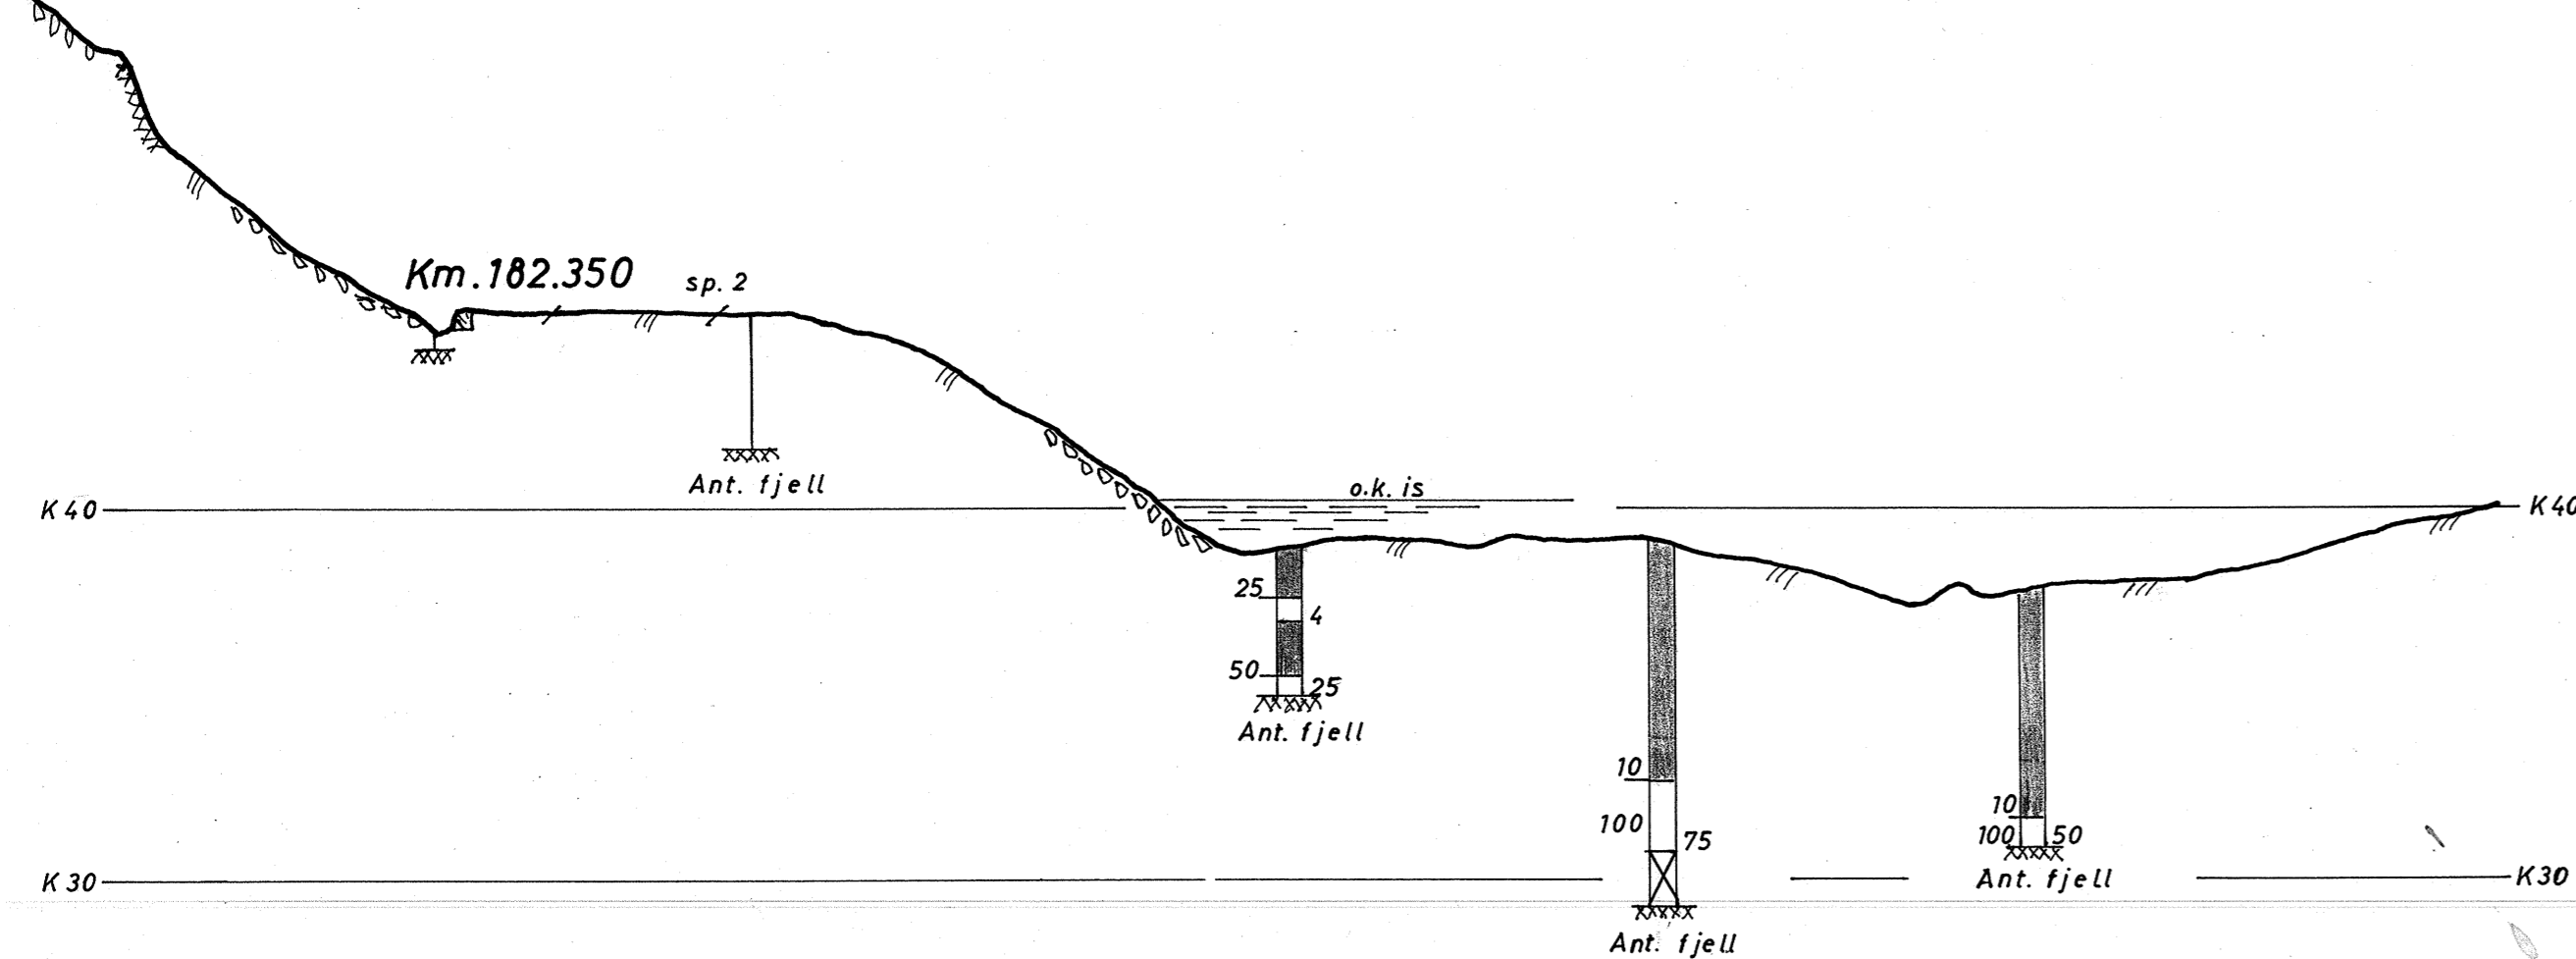 Km.182.350
sp. 2
Ant. fjell
K 40
o.k. is
K 40
25
4
50
25
Ant. fjell
10
100
75
10
100
50
Ant. fjell
K 30
K30
Ant. fjell